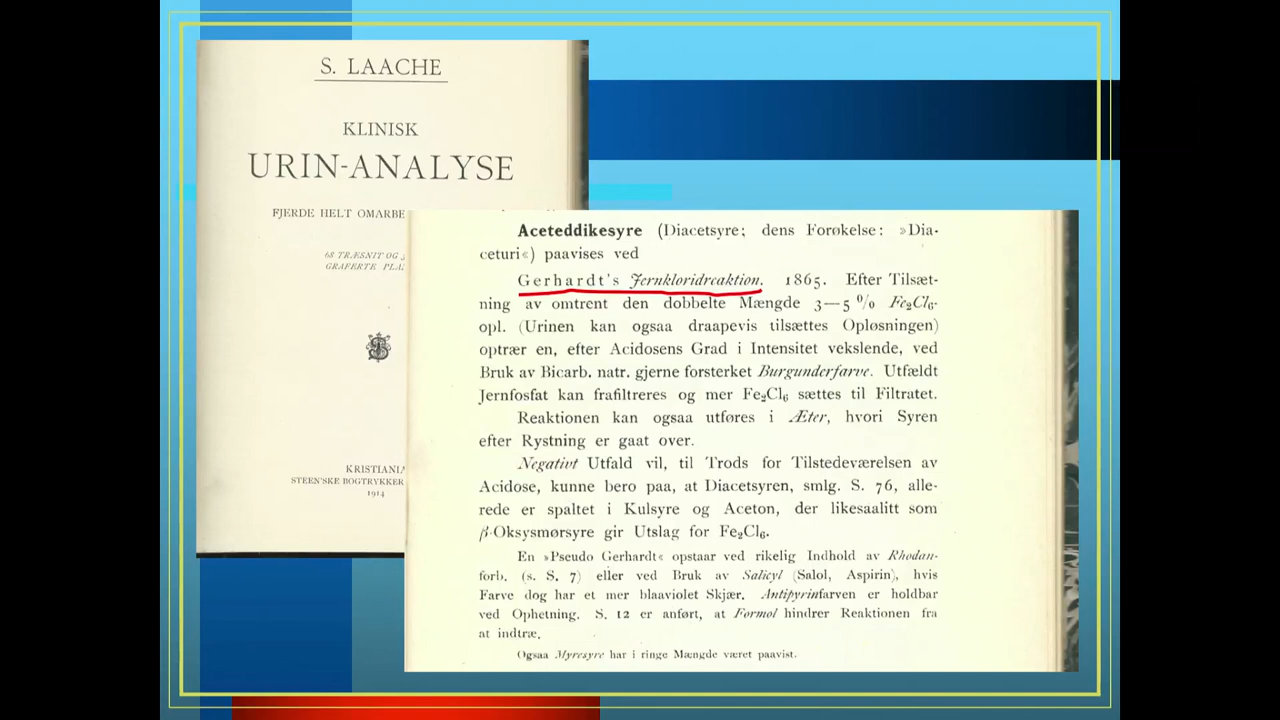 S. LAACHE
KLINISK
URIN-ANALYSE
FJERDE HELT OMARBE
68 TRÆSNIT OG
GRAFERTE PLA
KRISTIANIA
STEEN'SKE BOGTRYKKER
1914
Aceteddikesyre (Diacetsyre; dens Forøkelse: »Dia-
ceturi«) paavises ved
Gerhardt's Jernkloridreaktion. 1865. Efter Tilsæt-
ning av omtrent den dobbelte Mængde 3—5 % Fe₂Cl₆-
opl. (Urinen kan ogsaa draapevis tilsættes Opløsningen)
optrær en, efter Acidosens Grad i Intensitet vekslende, ved
Bruk av Bicarb. natr. gjerne forsterket Burgunderfarve. Utfældt
Jernfosfat kan frafiltreres og mer Fe₂Cl₆ sættes til Filtratet.
Reaktionen kan ogsaa utføres i Æter, hvori Syren
efter Rystning er gaat over.
Negativt Utfald vil, til Trods for Tilstedeværelsen av
Acidose, kunne bero paa, at Diacetsyren, smlg. S. 76, alle-
rede er spaltet i Kulsyre og Aceton, der likesaalitt som
β-Oksysmørsyre gir Utslag for Fe₂Cl₆.
En »Pseudo Gerhardt« opstaar ved rikelig Indhold av Rhodan-
forb. (s. S. 7) eller ved Bruk av Salicyl (Salol, Aspirin), hvis
Farve dog har et mer blaaviolet Skjær. Antipyrinfarven er holdbar
ved Ophetning. S. 12 er anført, at Formol hindrer Reaktionen fra
at indtræ.
Ogsaa Myresyre har i ringe Mængde været paavist.